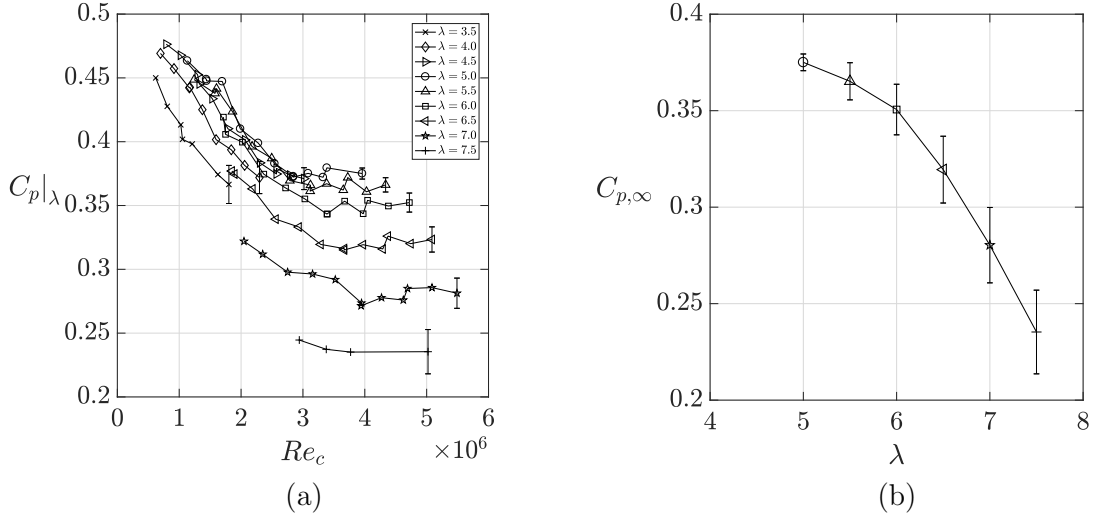 0.5
0.45
0.4
0.35
0.3
0.25
0.2
C_p|_λ
0 1 2 3 4 5 6
Re_c ×10^6
λ = 3.5
λ = 4.0
λ = 4.5
λ = 5.0
λ = 5.5
λ = 6.0
λ = 6.5
λ = 7.0
λ = 7.5
(a)
0.4
0.35
0.3
0.25
0.2
C_{p,∞}
4 5 6 7 8
λ
(b)